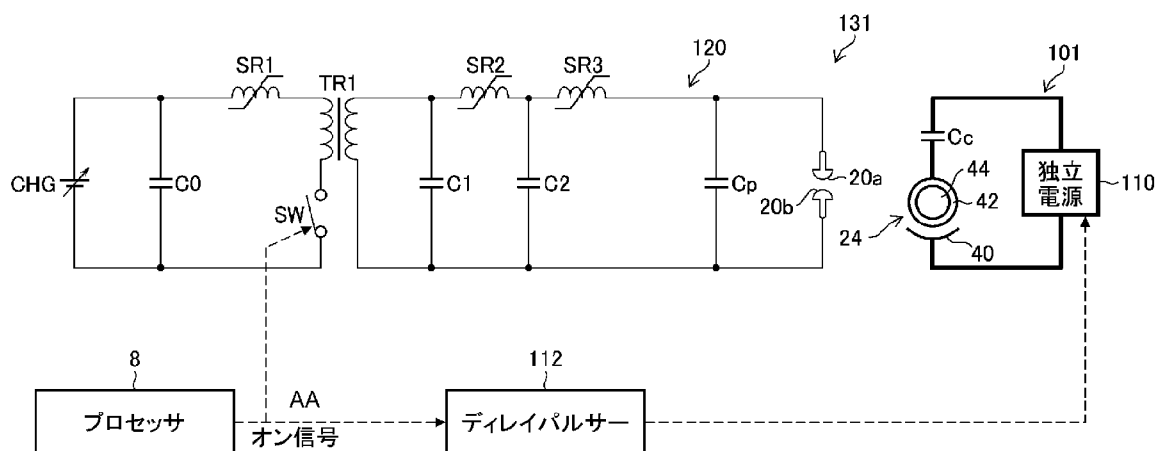 131
120
101
SR1
TR1
SR2
SR3
Cc
CHG
C0
SW
C1
C2
Cp
20a
20b
44
42
24
40
独立
電源
110
8
プロセッサ
AA
オン信号
112
ディレイパルサー